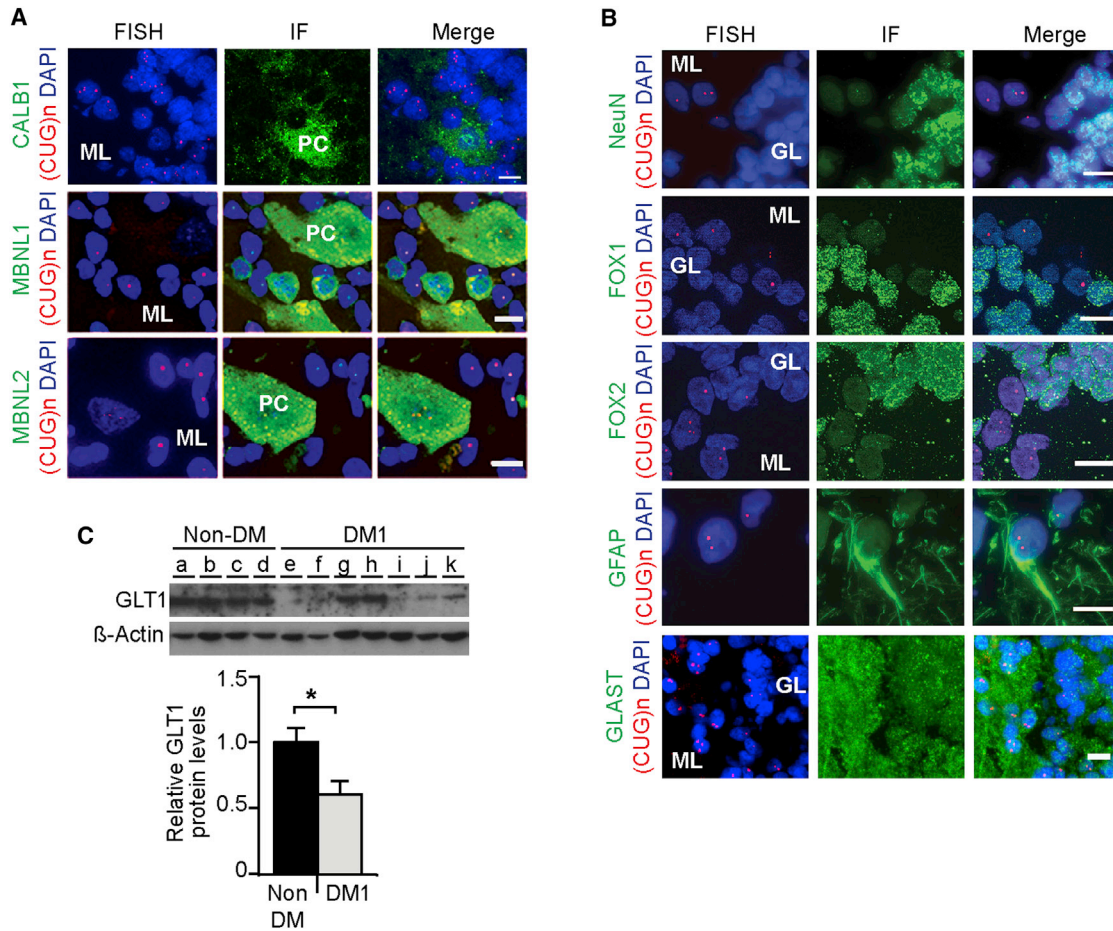 A
FISH IF Merge
CALB1
(CUG)n DAPI
ML
PC
MBNL1
(CUG)n DAPI
ML
PC
MBNL2
(CUG)n DAPI
ML
PC
B
FISH IF Merge
NeuN
(CUG)n DAPI
ML
GL
FOX1
(CUG)n DAPI
ML
GL
FOX2
(CUG)n DAPI
GL
ML
GFAP
(CUG)n DAPI
GLAST
(CUG)n DAPI
GL
ML
C
Non-DM DM1
a b c d e f g h i j k
GLT1
ß-Actin
Relative GLT1
protein levels
1.5
1.0
0.5
0
*
Non
DM
DM1